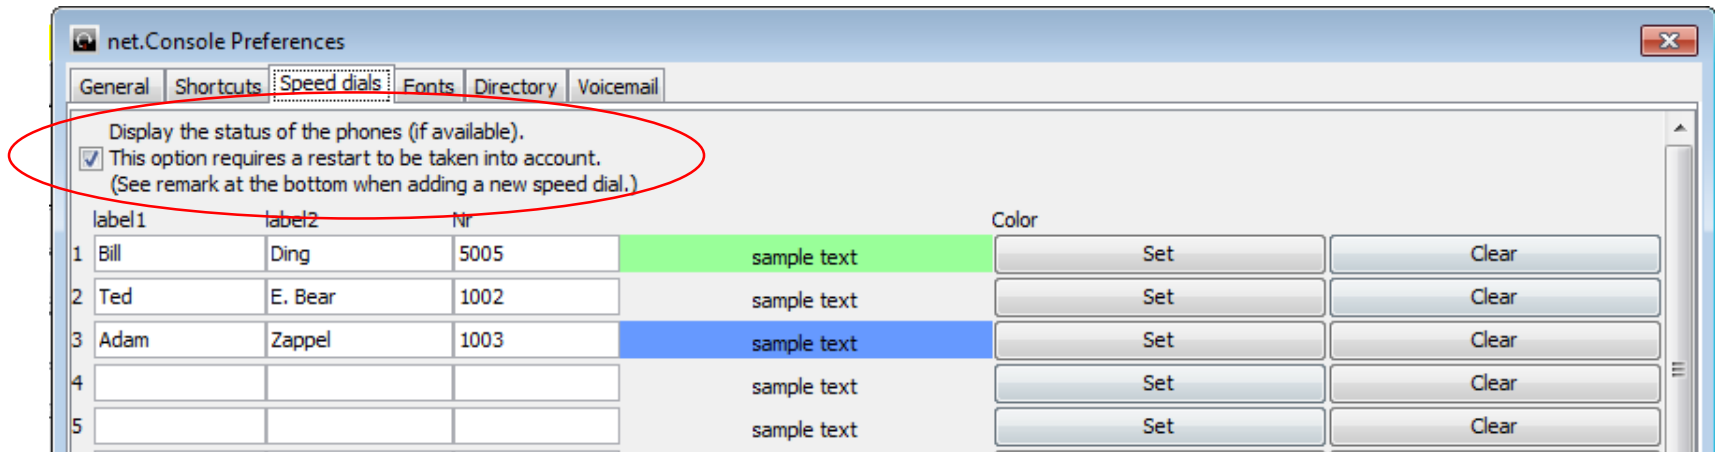 net.Console Preferences
General Shortcuts Speed dials Fonts Directory Voicemail
Display the status of the phones (if available).
This option requires a restart to be taken into account.
(See remark at the bottom when adding a new speed dial.)
label1 label2 Nr Color
1 Bill Ding 5005 sample text Set Clear
2 Ted E. Bear 1002 sample text Set Clear
3 Adam Zappel 1003 sample text Set Clear
4 sample text Set Clear
5 sample text Set Clear